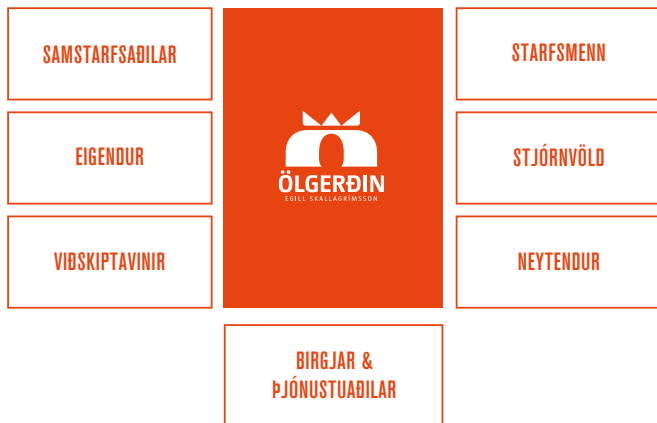 SAMSTARFSAÐILAR
EIGENDUR
VIÐSKIPTAVINIR
ÖLGERÐIN
EGILL SKALLAGRÍMSSON
STARFSMENN
STJÓRNVÖLD
NEYTENDUR
BIRGJAR &
ÞJÓNUSTUAÐILAR